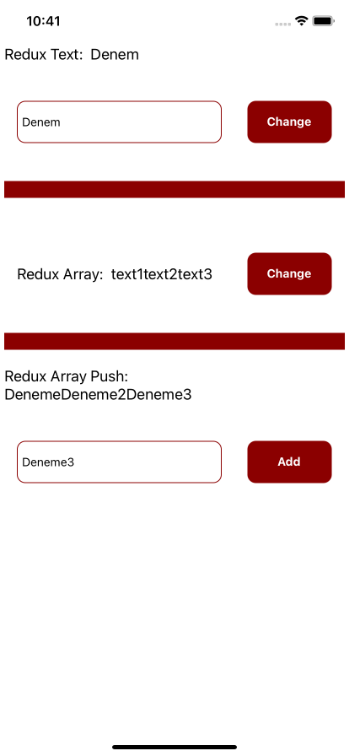 10:41
Redux Text: Denem
Denem
Change
Redux Array: text1text2text3
Change
Redux Array Push:
DenemeDeneme2Deneme3
Deneme3
Add